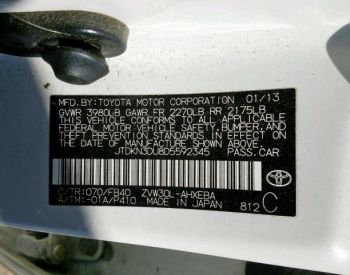 MFD. BY: TOYOTA MOTOR CORPORATION 01/13
GVWR 3980LB GAWR FR 2270LB RR 2175LB
THIS VEHICLE CONFORMS TO ALL APPLICABLE
FEDERAL MOTOR VEHICLE SAFETY, BUMPER, AND
THEFT PREVENTION STANDARDS IN EFFECT ON
THE DATE OF MANUFACTURE SHOWN ABOVE.
JTDKN3DU8D5592345 PASS.CAR
C/TR:070/FB40 ZVW30L-AHXEBA
A/TM:-01A/P410 MADE IN JAPAN 812 C